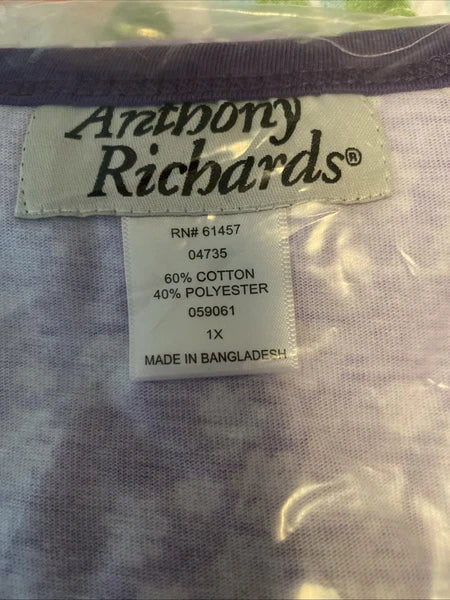 Anthony
Richards®
RN# 61457
04735
60% COTTON
40% POLYESTER
059061
1X
MADE IN BANGLADESH